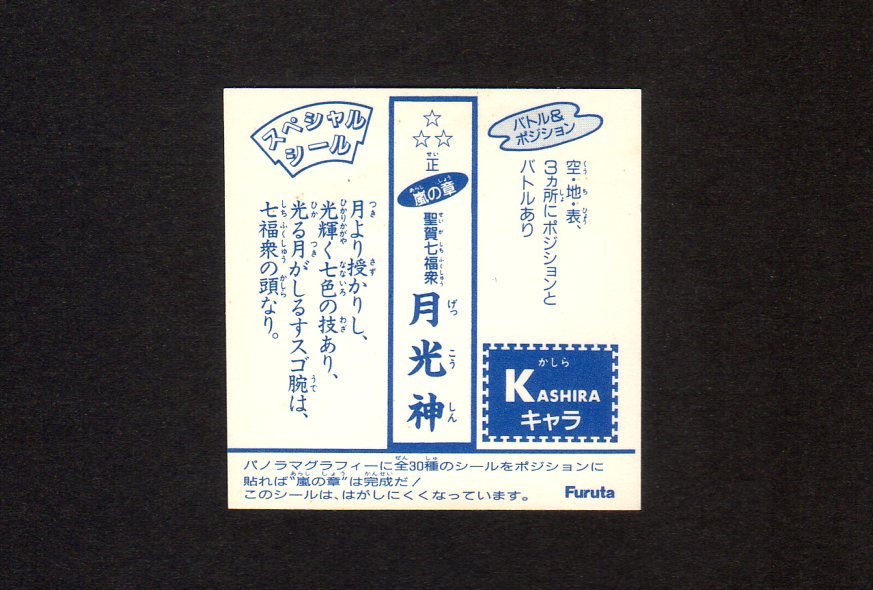 バトル&
ポジション
空・地・表、
3ヵ所にポジションと
バトルあり
かしら
KASHIRA
キャラ
☆
☆☆
正
嵐の章
聖賀七福衆
月光神
スペシャル
シール
月より授かりし、
光輝く七色の技あり、
光る月がしるすスゴ腕は、
七福衆の頭なり。
パノラマグラフィーに全30種のシールをポジションに
貼れば"嵐の章"は完成だ!
このシールは、はがしにくくなっています。
Furuta